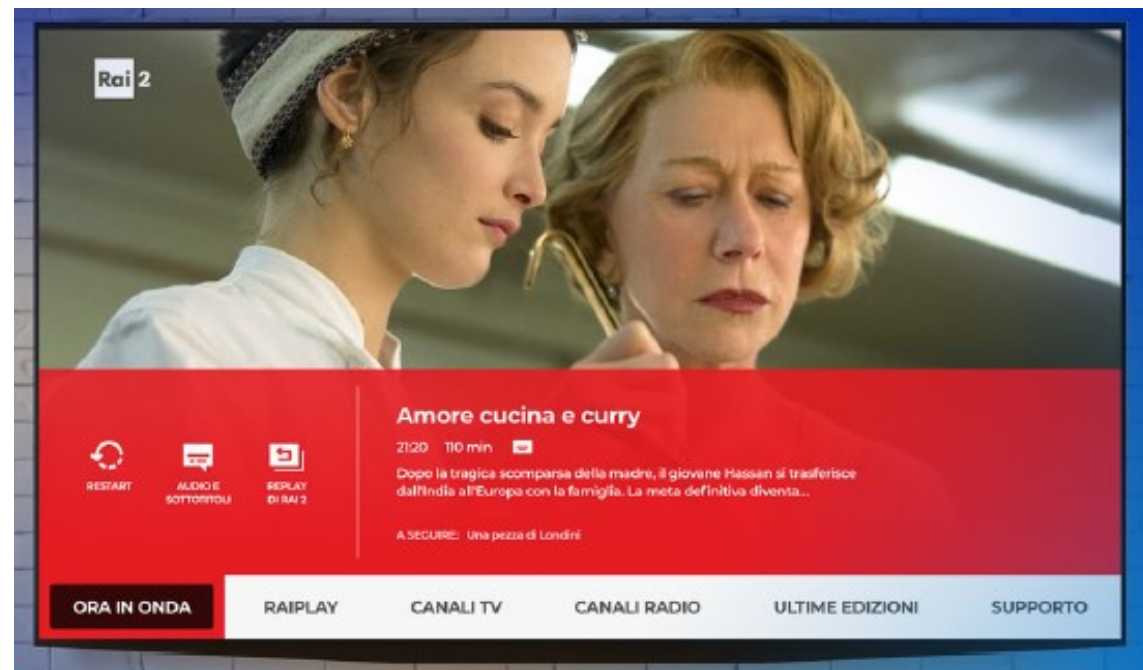 Rai 2
Amore cucina e curry
21:20 110 min
Dopo la tragica scomparsa della madre, il giovane Hassan si trasferisce
dall'India all'Europa con la famiglia. La meta definitiva diventa...
A SEGUIRE: Una pezza di Londini
RESTART
AUDIO E
SOTTOTITOLI
REPLAY
DI RAI 2
ORA IN ONDA
RAIPLAY
CANALI TV
CANALI RADIO
ULTIME EDIZIONI
SUPPORTO